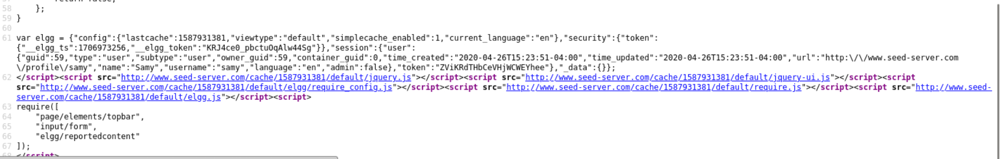 58     };
59 }
60
61 var elgg = {"config":{"lastcache":1587931381,"viewtype":"default","simplecache_enabled":1,"current_language":"en"},"security":{"token":
{"__elgg_ts":1706973256,"__elgg_token":"KRJ4ce0_pbctuOqAlw44Sg"}},"session":{"user":
{"guid":59,"type":"user","subtype":"user","owner_guid":59,"container_guid":0,"time_created":"2020-04-26T15:23:51-04:00","time_updated":"2020-04-26T15:23:51-04:00","url":"http:\/\/www.seed-server.com
\/profile\/samy","name":"Samy","username":"samy","language":"en","admin":false},"token":"ZViKRdTHbCeVHjWCWEYhee"},"_data":{}};
62 </script><script src="http://www.seed-server.com/cache/1587931381/default/jquery.js"></script><script src="http://www.seed-server.com/cache/1587931381/default/jquery-ui.js"></script><script
src="http://www.seed-server.com/cache/1587931381/default/elgg/require_config.js"></script><script src="http://www.seed-server.com/cache/1587931381/default/require.js"></script><script src="http://www.seed-
server.com/cache/1587931381/default/elgg.js"></script><script>
63 require([
64     "page/elements/topbar",
65     "input/form",
66     "elgg/reportedcontent"
67 ]);
68 </script>